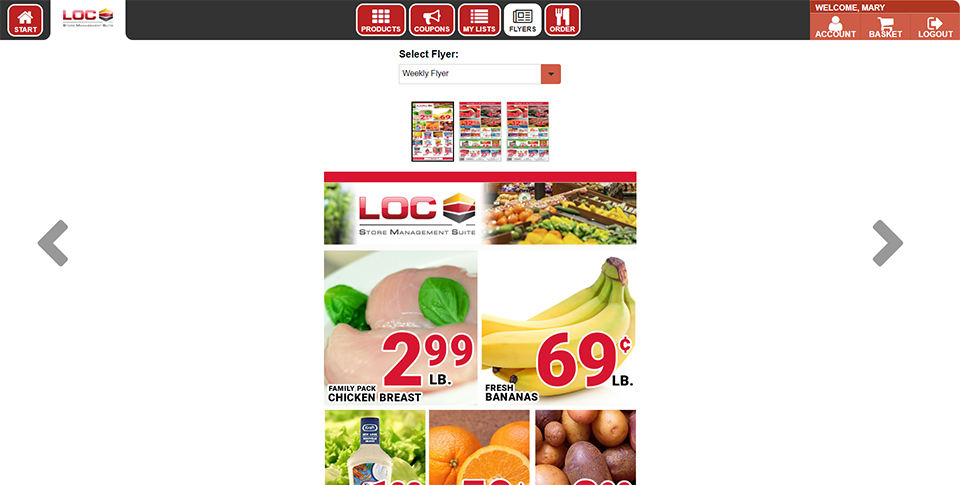 WELCOME, MARY
START
LOC
STORE MANAGEMENT SUITE
PRODUCTS
COUPONS
MY LISTS
FLYERS
ORDER
ACCOUNT
BASKET
LOGOUT
Select Flyer:
Weekly Flyer
LOC
STORE MANAGEMENT SUITE
2 99 LB.
FAMILY PACK
CHICKEN BREAST
69¢ LB.
FRESH
BANANAS
Kraft